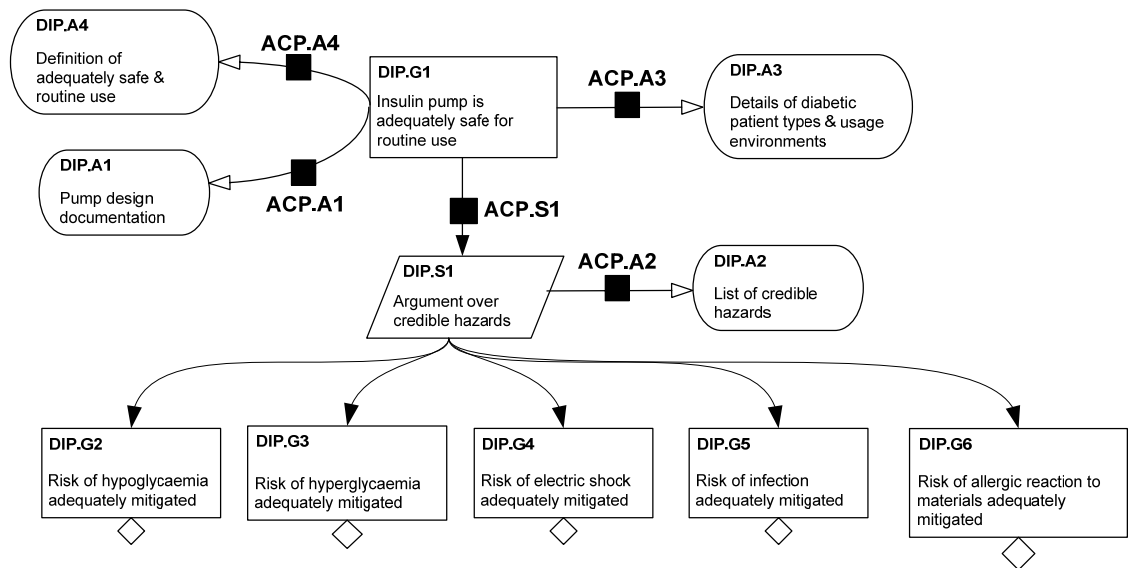 DIP.A4
Definition of
adequately safe &
routine use
ACP.A4
DIP.G1
Insulin pump is
adequately safe for
routine use
ACP.A3
DIP.A3
Details of diabetic
patient types & usage
environments
DIP.A1
Pump design
documentation
ACP.A1
ACP.S1
DIP.S1
Argument over
credible hazards
ACP.A2
DIP.A2
List of credible
hazards
DIP.G2
Risk of hypoglycaemia
adequately mitigated
DIP.G3
Risk of hyperglycaemia
adequately mitigated
DIP.G4
Risk of electric shock
adequately mitigated
DIP.G5
Risk of infection
adequately mitigated
DIP.G6
Risk of allergic reaction to
materials adequately
mitigated